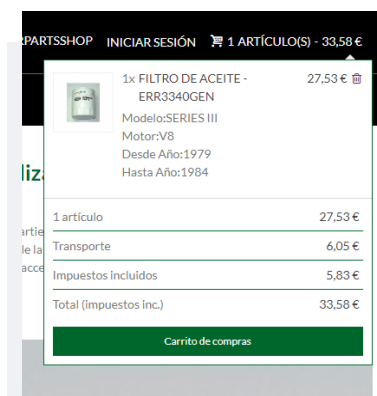 RPARTSSHOP INICIAR SESIÓN 1 ARTÍCULO(S) - 33,58 €
1x FILTRO DE ACEITE - 27,53 €
ERR3340GEN
Modelo:SERIES III
Motor:V8
Desde Año:1979
Hasta Año:1984
1 artículo 27,53 €
Transporte 6,05 €
Impuestos incluidos 5,83 €
Total (impuestos inc.) 33,58 €
Carrito de compras